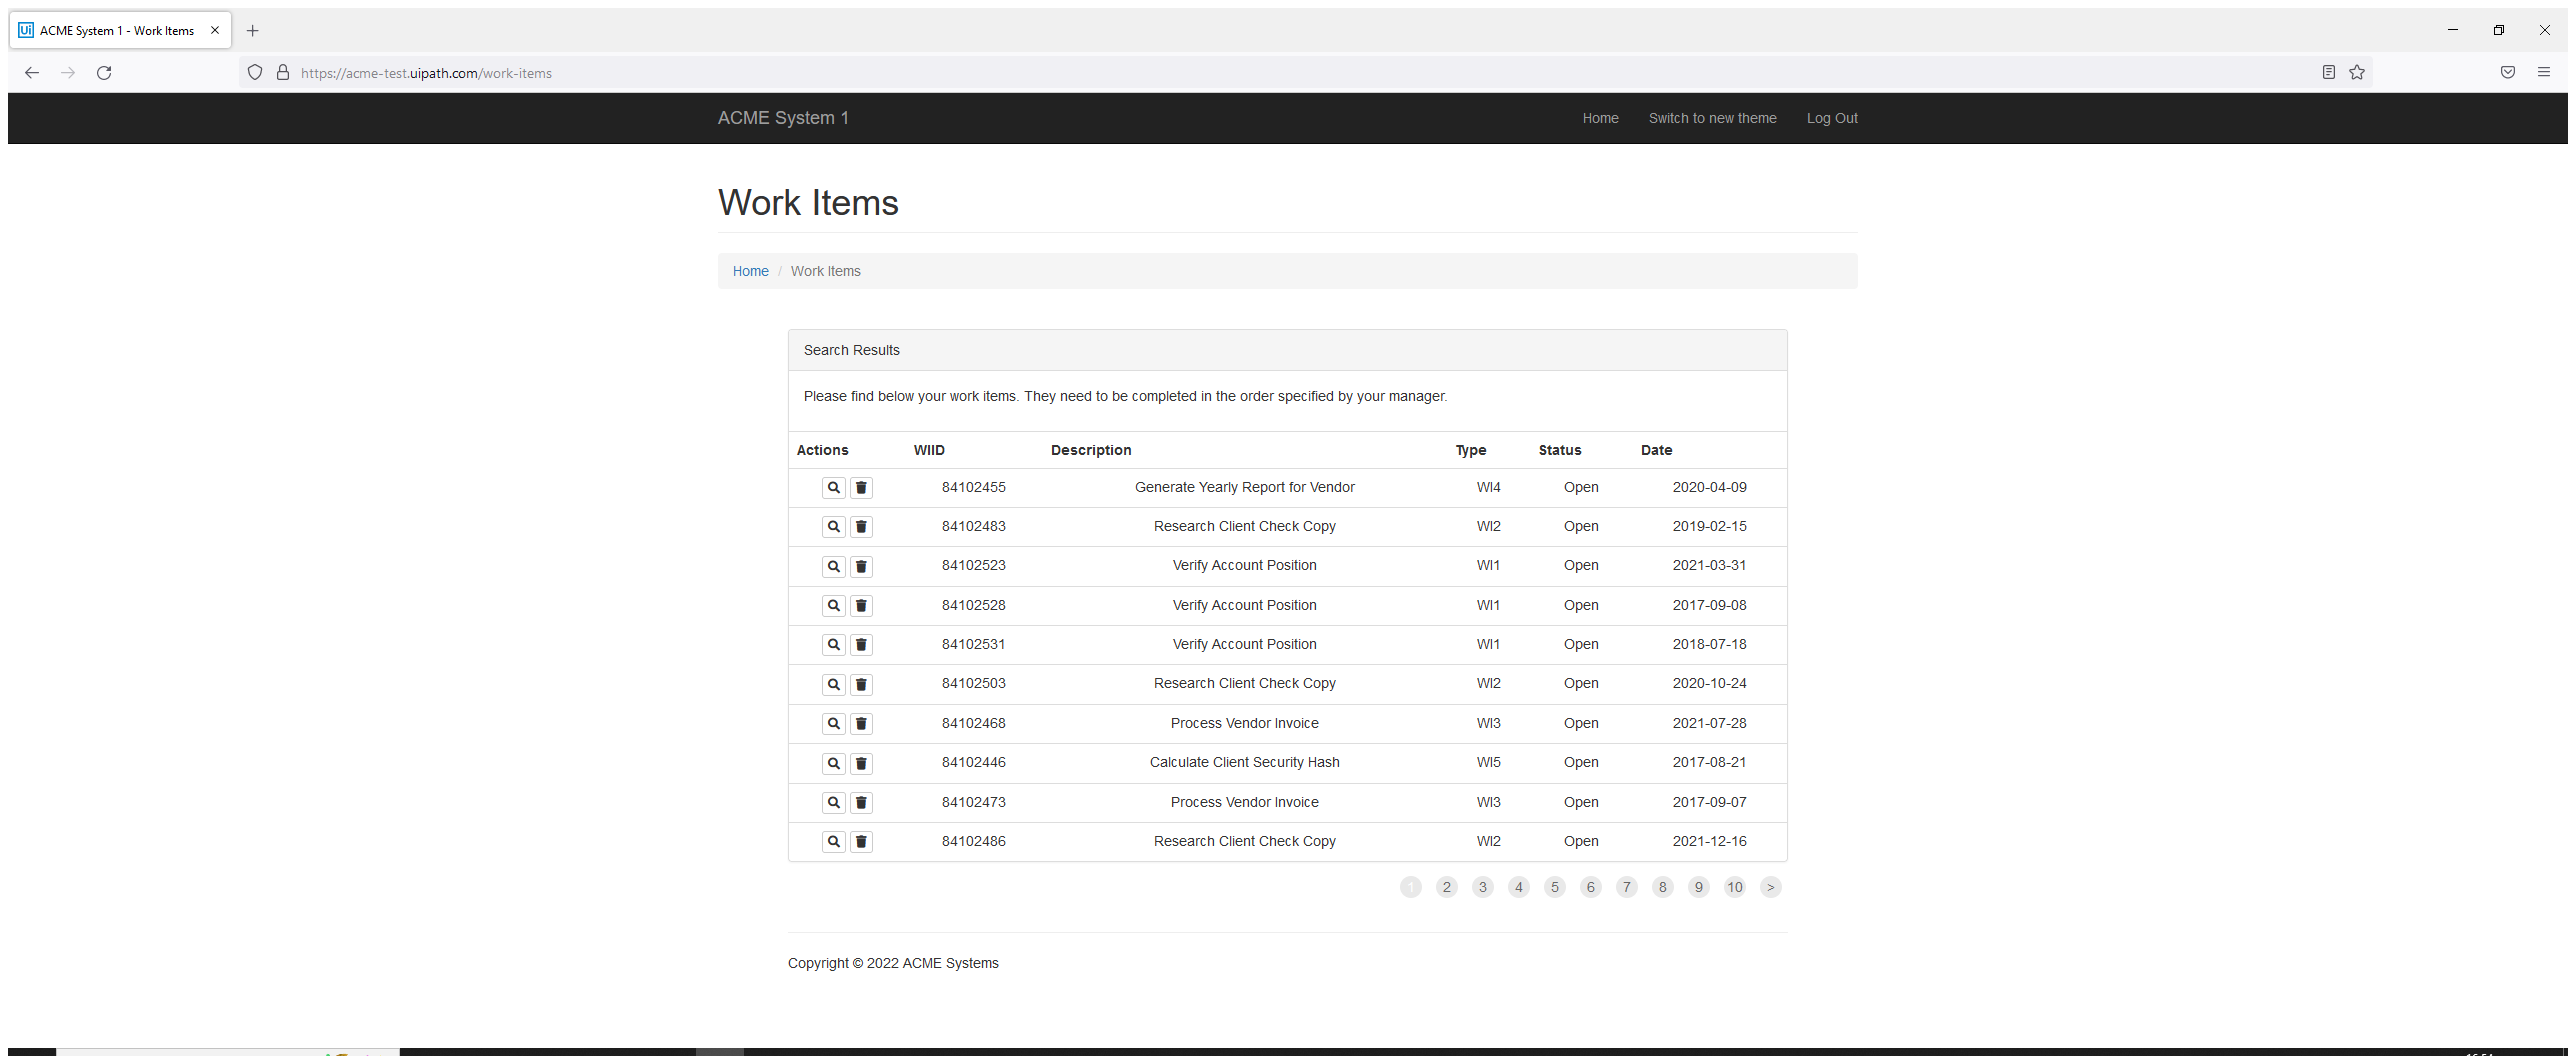 ACME System 1 - Work Items
https://acme-test.uipath.com/work-items
ACME System 1 Home Switch to new theme Log Out
Work Items
Home / Work Items
Search Results
Please find below your work items. They need to be completed in the order specified by your manager.
Actions WIID Description Type Status Date
84102455 Generate Yearly Report for Vendor WI4 Open 2020-04-09
84102483 Research Client Check Copy WI2 Open 2019-02-15
84102523 Verify Account Position WI1 Open 2021-03-31
84102528 Verify Account Position WI1 Open 2017-09-08
84102531 Verify Account Position WI1 Open 2018-07-18
84102503 Research Client Check Copy WI2 Open 2020-10-24
84102468 Process Vendor Invoice WI3 Open 2021-07-28
84102446 Calculate Client Security Hash WI5 Open 2017-08-21
84102473 Process Vendor Invoice WI3 Open 2017-09-07
84102486 Research Client Check Copy WI2 Open 2021-12-16
1 2 3 4 5 6 7 8 9 10 >
Copyright © 2022 ACME Systems